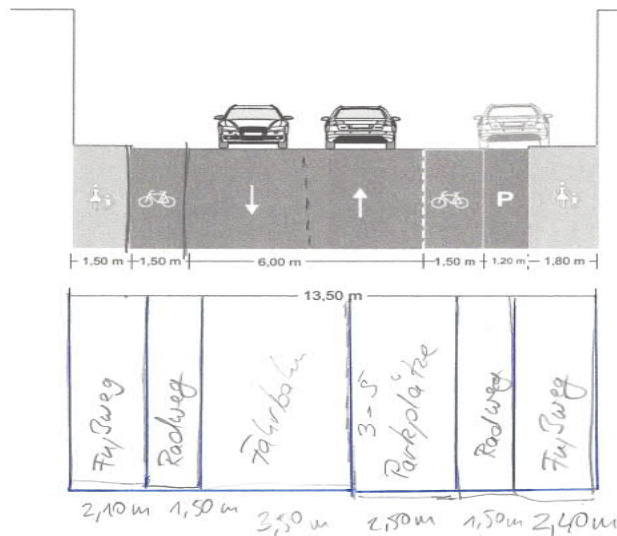 P
1,50 m 1,50 m 6,00 m 1,50 m 1,20 m 1,80 m
13,50 m
Fußweg
Radweg
Fahrbahn
3-5
Parkplätze
Radweg
Fußweg
2,10 m 1,50 m 3,50 m 2,50 m 1,50 m 2,40 m